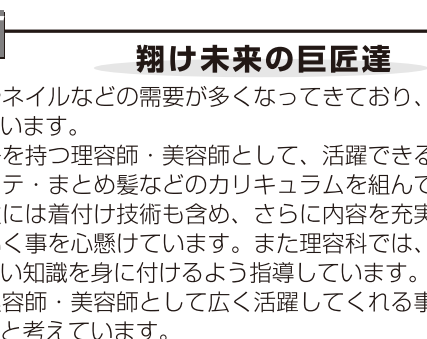 翔け未来の巨匠達
ネイルなどの需要が多くなってきており、
います。
を持つ理容師・美容師として、活躍できる
テ・まとめ髪などのカリキュラムを組んで
には着付け技術も含め、さらに内容を充実
く事を心懸けています。また理容科では、
い知識を身に付けるよう指導しています。
容師・美容師として広く活躍してくれる事
と考えています。